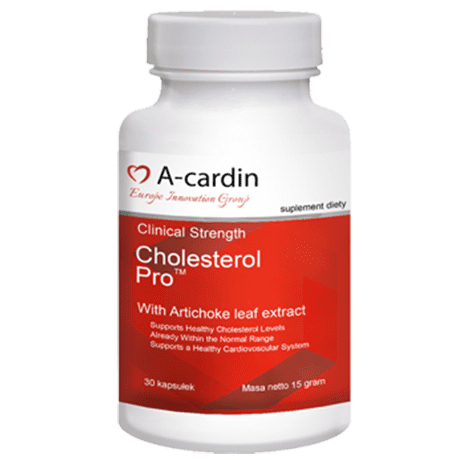 A-cardin
Europe Innovation Group
suplement diety
Clinical Strength
Cholesterol
Pro™
With Artichoke leaf extract
Supports Healthy Cholesterol Levels
Already Within the Normal Range
Supports a Healthy Cardiovoscular System
30 kapsułek
Masa netto 15 gram